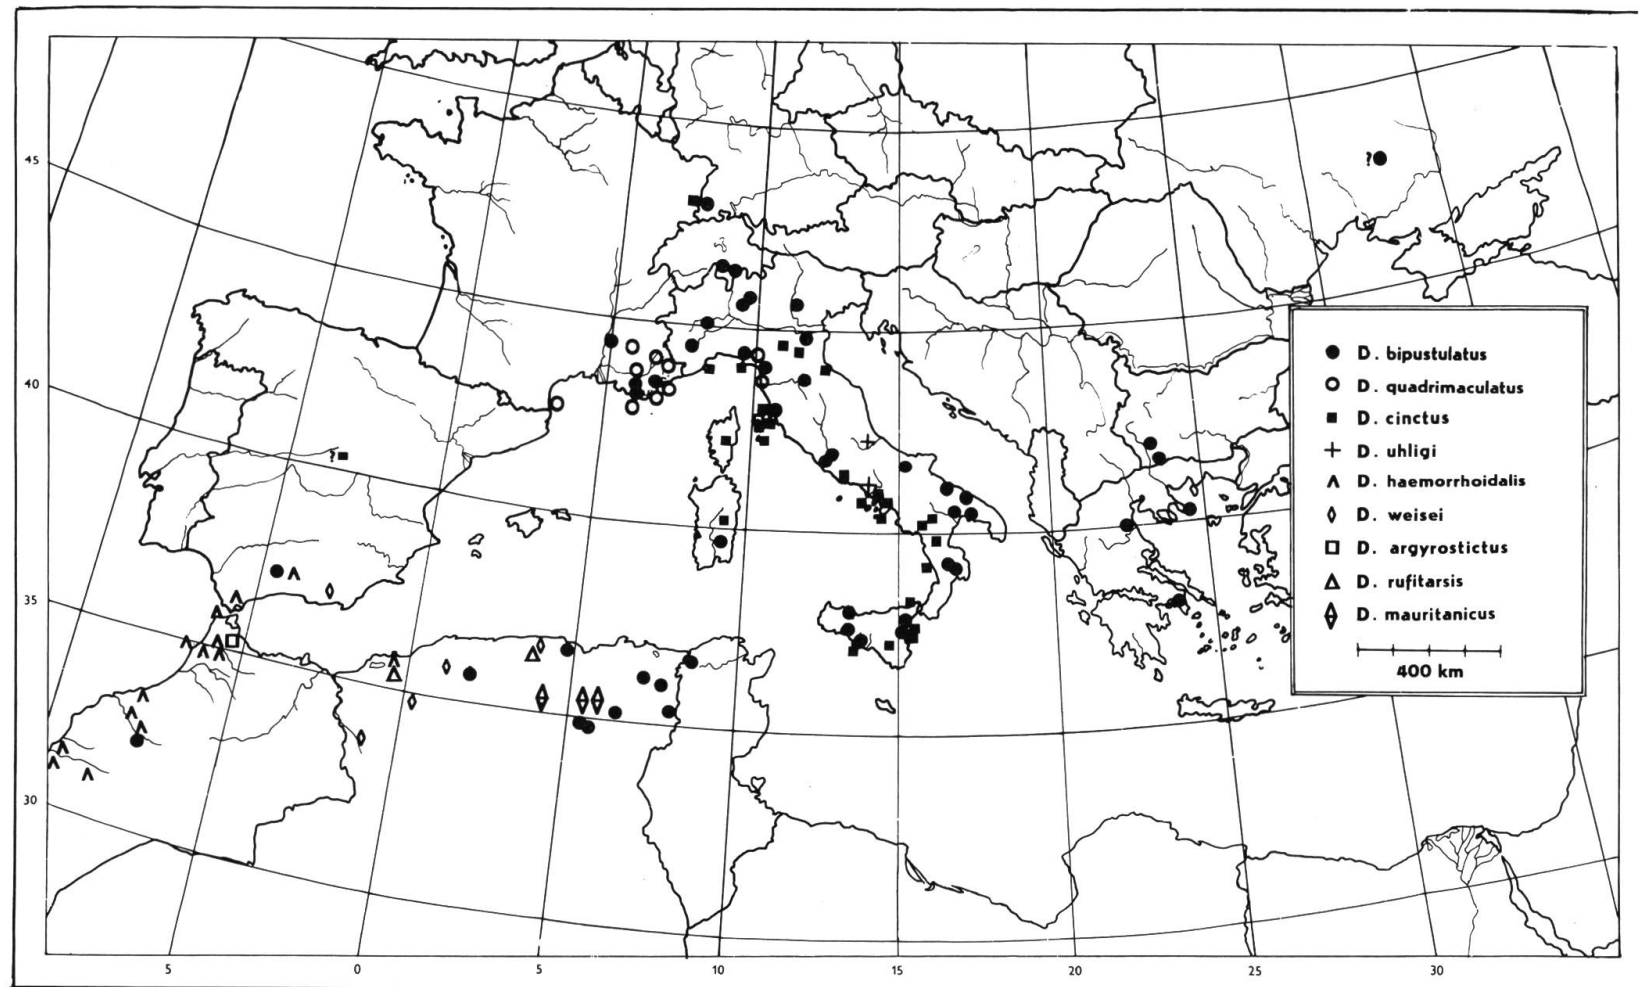 45
?
40
?
35
30
5
0
5
10
15
20
25
30
D. bipustulatus
D. quadrimaculatus
D. cinctus
D. uhligi
D. haemorrhoidalis
D. weisei
D. argyrostictus
D. rufitarsis
D. mauritanicus
400 km